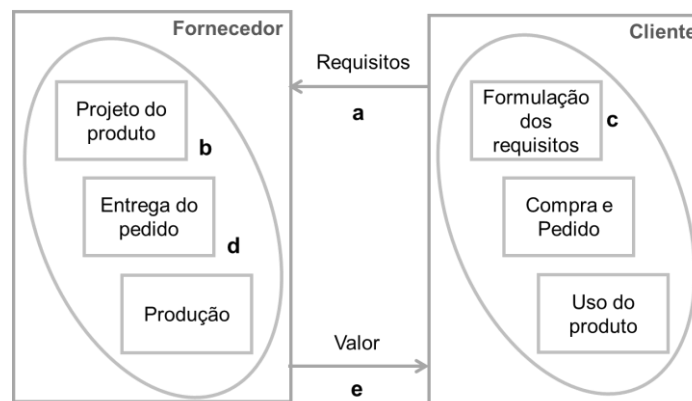 Fornecedor
Projeto do
produto
b
Entrega do
pedido
d
Produção
Requisitos
a
Valor
e
Cliente
Formulação
dos
requisitos
c
Compra e
Pedido
Uso do
produto